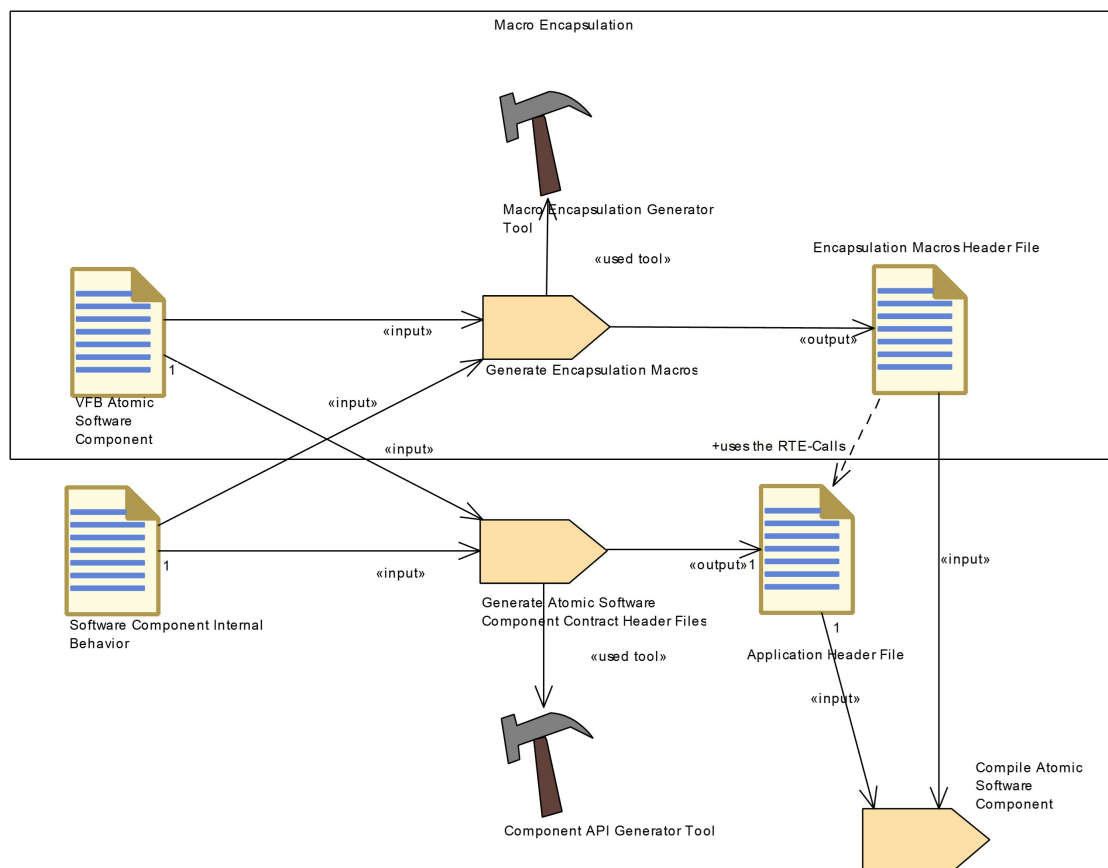 Macro Encapsulation
Macro Encapsulation Generator
Tool
«used tool»
Encapsulation Macros Header File
«input»
«output»
1
Generate Encapsulation Macros
VFB Atomic
Software
Component
«input»
«input»
+uses the RTE-Calls
1
«input»
«output»
1
«input»
Software Component Internal
Behavior
Generate Atomic Software
Component Contract Header Files
1
Application Header File
«used tool»
«input»
Compile Atomic
Software
Component
Component API Generator Tool